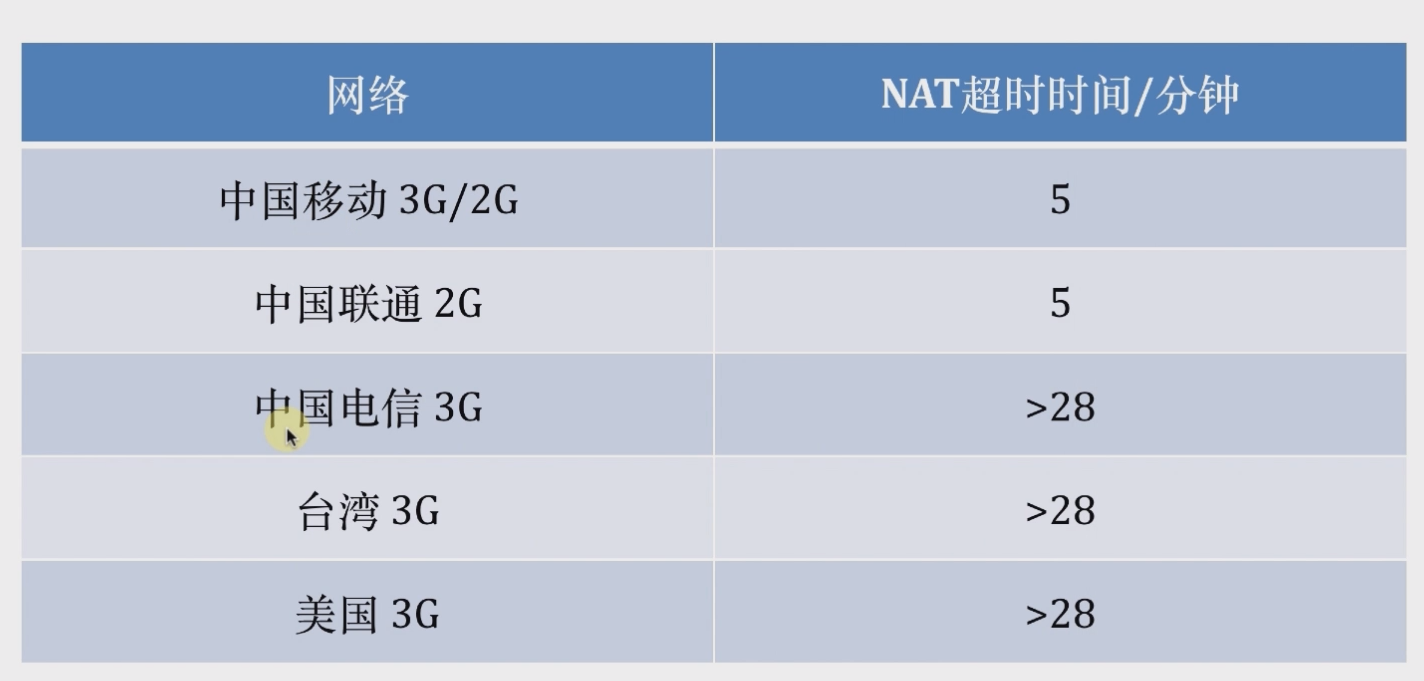 网络 NAT超时时间/分钟
中国移动 3G/2G 5
中国联通 2G 5
中国电信 3G >28
台湾 3G >28
美国 3G >28